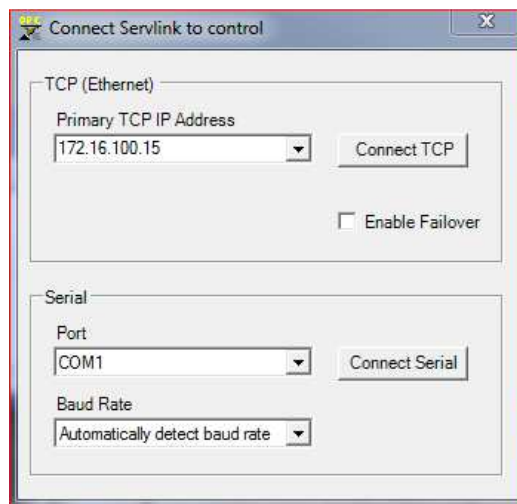 OPC
Connect Servlink to control
X
TCP (Ethernet)
Primary TCP IP Address
172.16.100.15
Connect TCP
Enable Failover
Serial
Port
COM1
Connect Serial
Baud Rate
Automatically detect baud rate